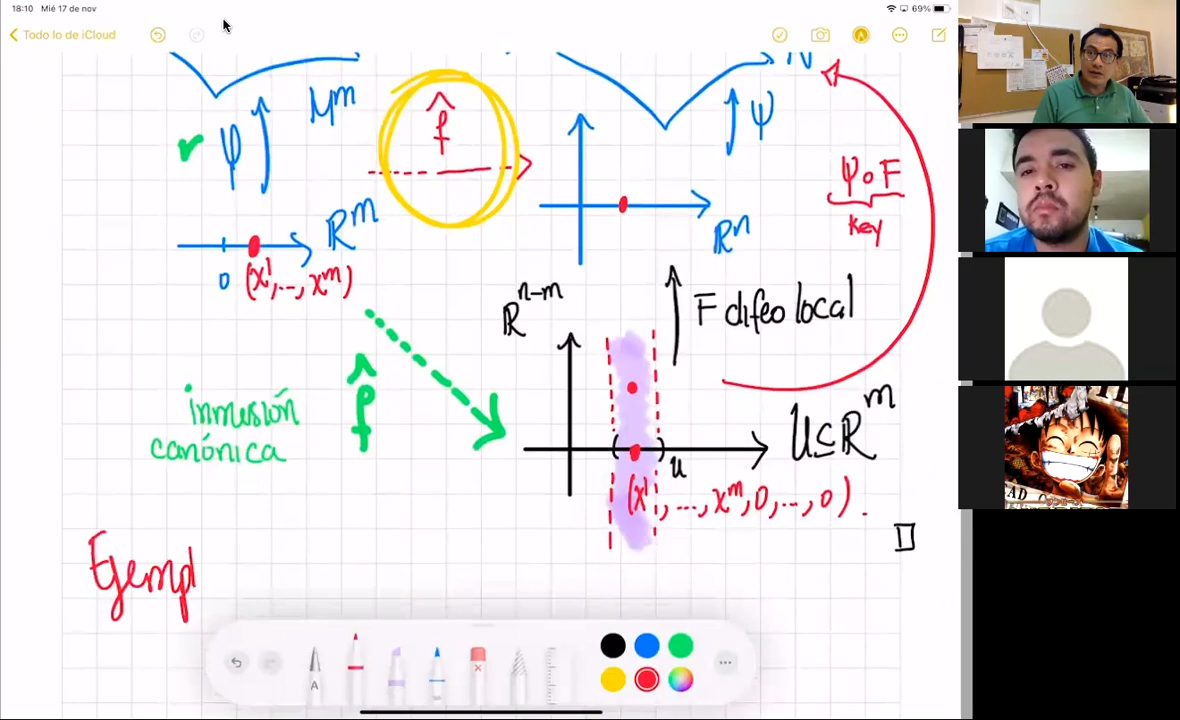 18:10 Mié 17 de nov
69%
Todo lo de iCloud
M^m
N
f̂
ψ
φ
ψ∘F
key
ℝ^m
ℝ^n
0
(x^1,..., x^m)
ℝ^{n-m}
F difeo local
inmersión
canónica
f̂
U⊆ℝ^m
u
(x^1,...,x^m,0,...,0).
□
Ejempl
A
AD